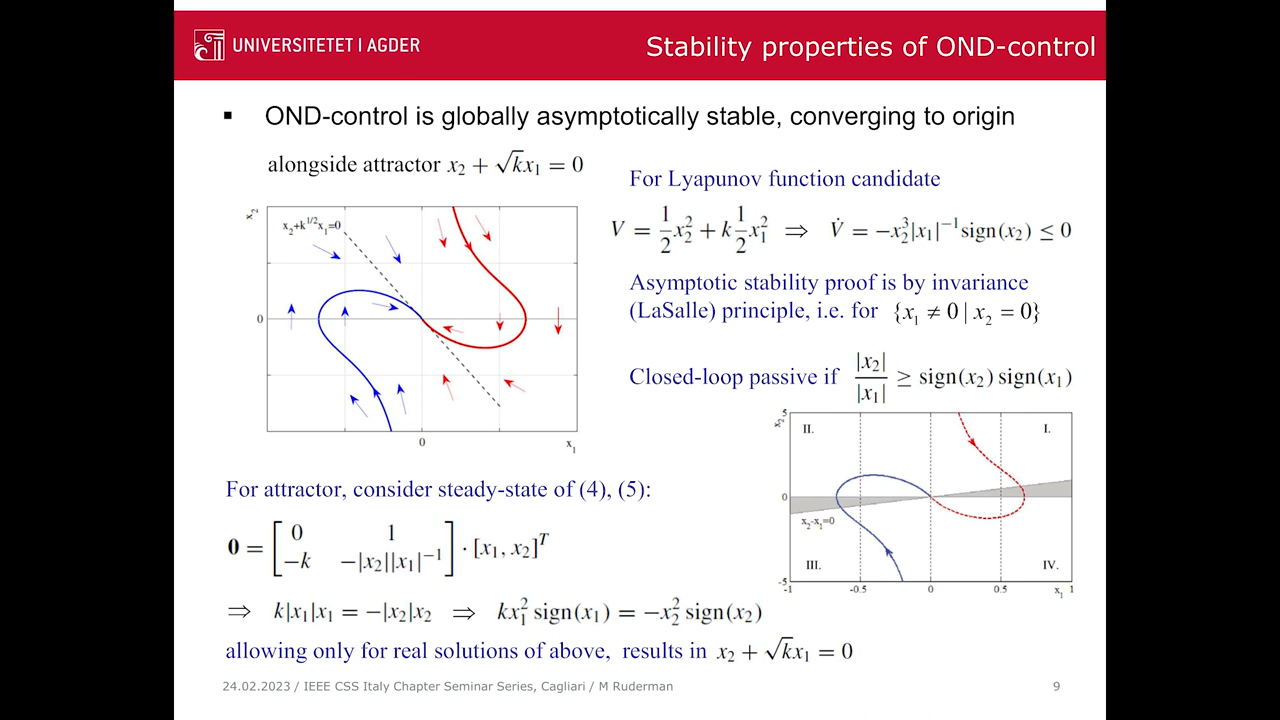 UNIVERSITETET I AGDER
Stability properties of OND-control
▪ OND-control is globally asymptotically stable, converging to origin
alongside attractor x₂ + √k x₁ = 0
For Lyapunov function candidate
V = 1/2 x₂² + k 1/2 x₁² ⇒ V̇ = −x₂³|x₁|⁻¹sign(x₂) ≤ 0
Asymptotic stability proof is by invariance
(LaSalle) principle, i.e. for {x₁ ≠ 0 | x₂ = 0}
Closed-loop passive if |x₂|/|x₁| ≥ sign(x₂) sign(x₁)
x₂
x₂+k^{1/2}x₁=0
0
0
x₁
x₂
5
II.
I.
0
x₂-x₁=0
III.
IV.
-5
-1 -0.5 0 0.5 x₁ 1
For attractor, consider steady-state of (4), (5):
0 = [0 1; −k −|x₂||x₁|⁻¹] · [x₁, x₂]ᵀ
⇒ k|x₁|x₁ = −|x₂|x₂ ⇒ kx₁² sign(x₁) = −x₂² sign(x₂)
allowing only for real solutions of above, results in x₂ + √k x₁ = 0
24.02.2023 / IEEE CSS Italy Chapter Seminar Series, Cagliari / M Ruderman
9